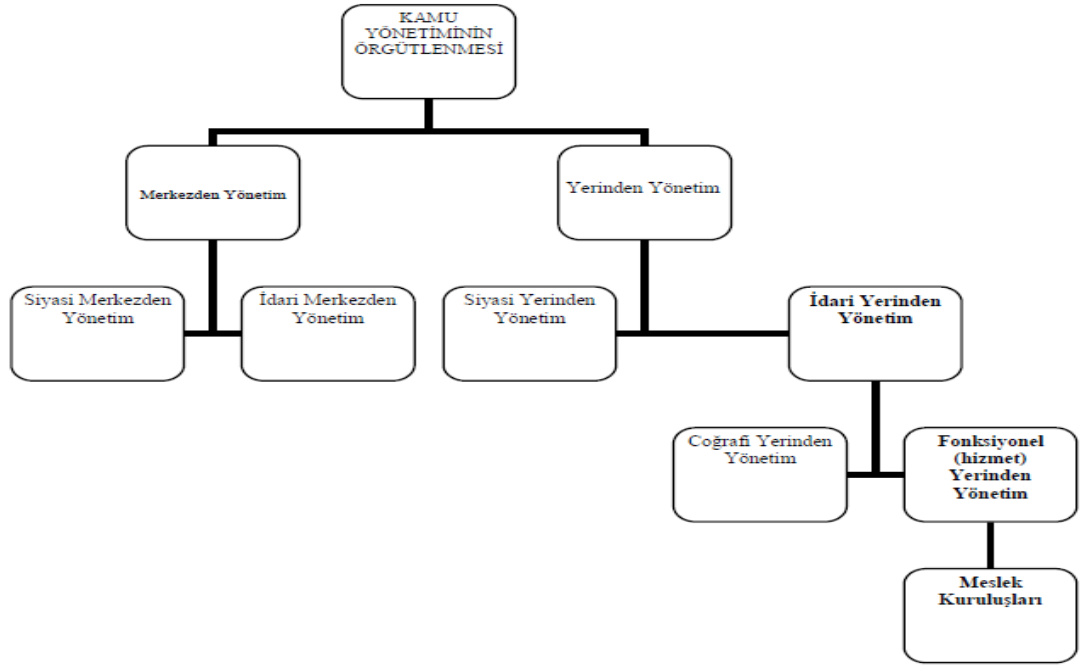 KAMU
YÖNETİMİNİN
ÖRGÜTLENMESİ
Merkezden Yönetim
Yerinden Yönetim
Siyasi Merkezden
Yönetim
İdari Merkezden
Yönetim
Siyasi Yerinden
Yönetim
İdari Yerinden
Yönetim
Coğrafi Yerinden
Yönetim
Fonksiyonel
(hizmet)
Yerinden
Yönetim
Meslek
Kuruluşları